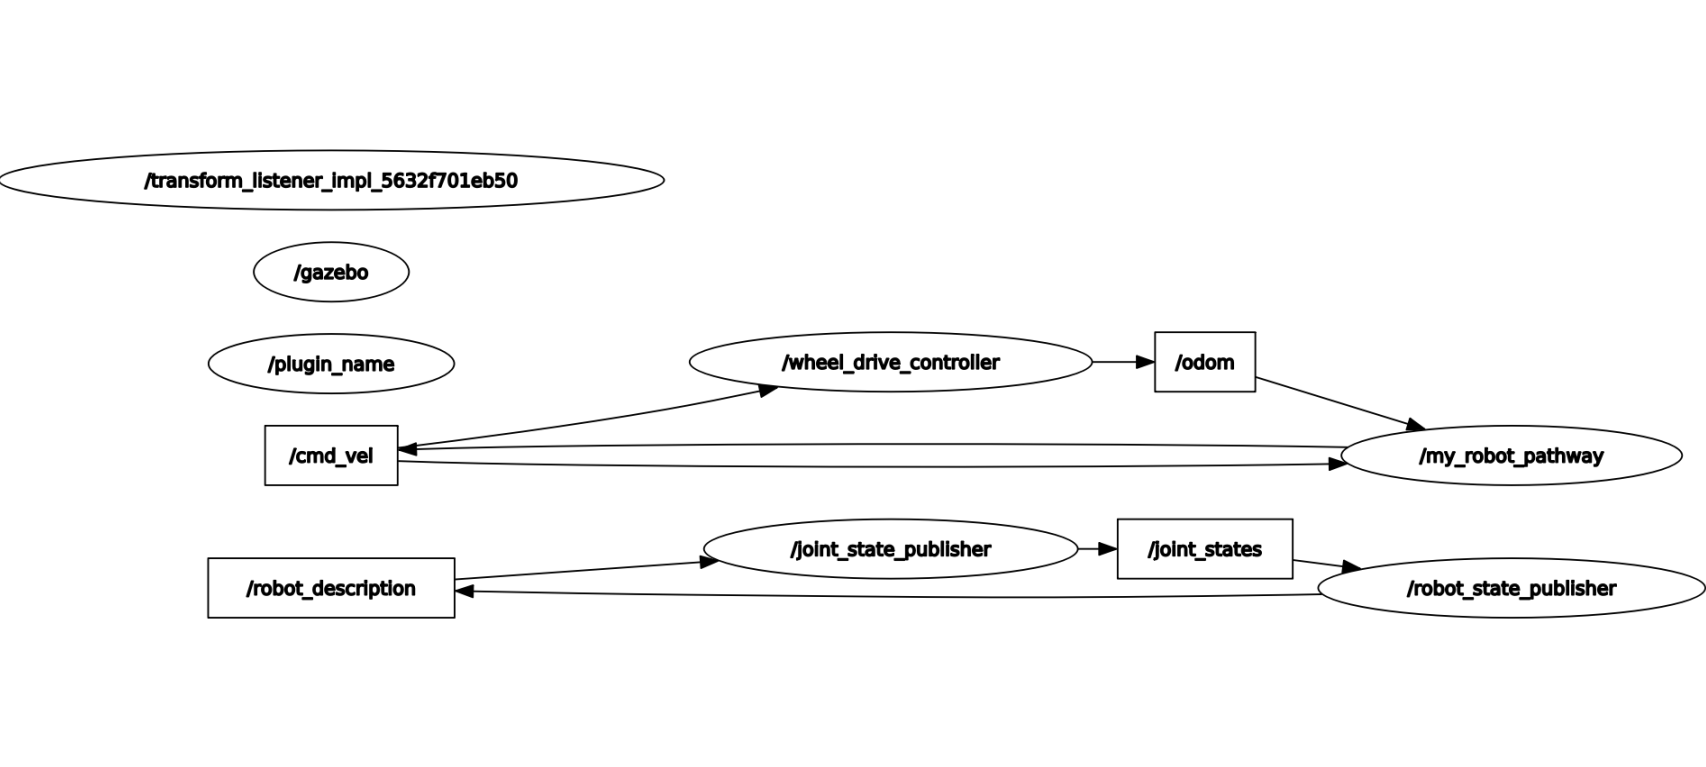 /transform_listener_impl_5632f701eb50
/gazebo
/plugin_name
/wheel_drive_controller
/odom
/cmd_vel
/my_robot_pathway
/joint_state_publisher
/joint_states
/robot_description
/robot_state_publisher